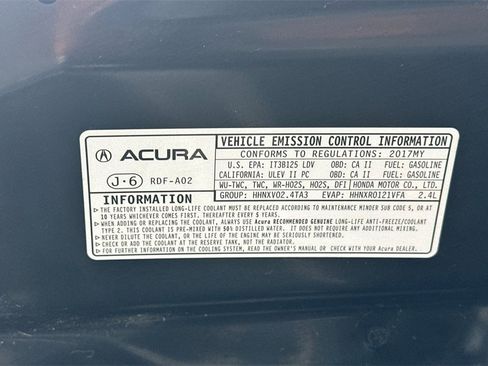 VEHICLE EMISSION CONTROL INFORMATION
ACURA
CONFORMS TO REGULATIONS: 2017MY
U.S. EPA: IT3B125 LDV OBD: CA II FUEL: GASOLINE
J-6 RDF-A02
CALIFORNIA: ULEV II PC OBD: CA II FUEL: GASOLINE
WU-TWC, TWC, WR-HO2S, HO2S, DFI HONDA MOTOR CO., LTD.
INFORMATION
GROUP: HHNXV02.4TA3 EVAP: HHNXR0121VFA 2.4L
▷ THE FACTORY INSTALLED LONG-LIFE COOLANT MUST BE REPLACED ACCORDING TO MAINTENANCE MINDER SUB CODE 5, OR AT
10 YEARS WHICHEVER COMES FIRST. THEREAFTER EVERY 5 YEARS.
▷ WHEN ADDING OR REPLACING THE COOLANT, ALWAYS USE Acura RECOMMENDED GENUINE LONG-LIFE ANTI-FREEZE/COOLANT
TYPE 2. THIS COOLANT IS PRE-MIXED WITH 50% DISTILLED WATER. IT DOES NOT REQUIRE ANY ADDITIONAL MIXING.
▷ NEVER DILUTE THE COOLANT, OR THE LIFE OF THE ENGINE MAY BE SERIOUSLY SHORTENED.
▷ CHECK OR ADD THE COOLANT AT THE RESERVE TANK, NOT THE RADIATOR.
▷ FOR FURTHER COOLANT INFORMATION, READ THE OWNER'S MANUAL OR CHECK WITH YOUR Acura DEALER.